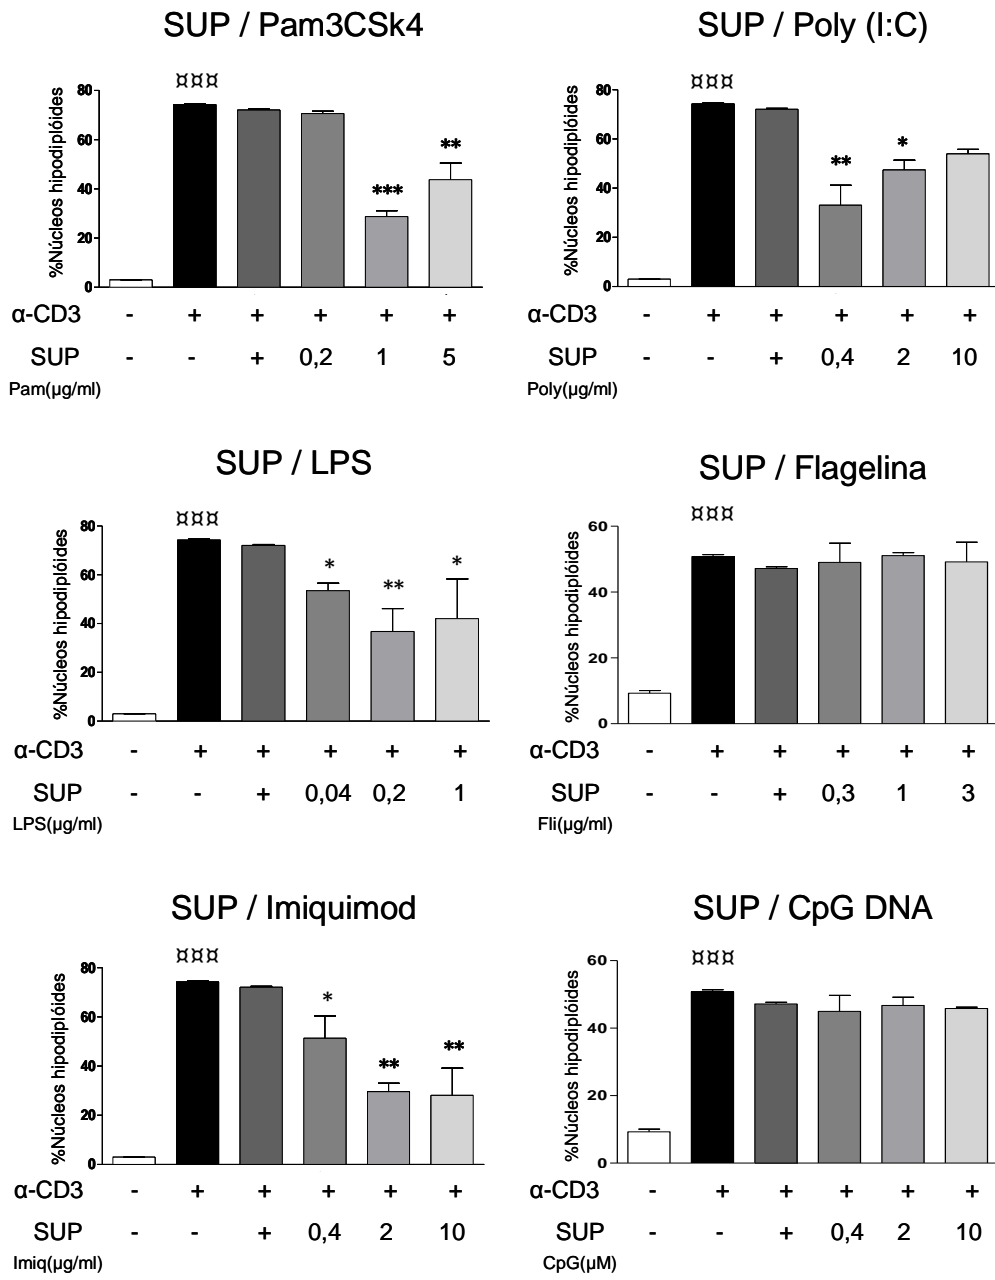 SUP / Pam3CSk4
¤¤¤
**
***
80
60
40
20
0
%Núcleos hipodiplóides
α-CD3 - + + + + +
SUP - - + 0,2 1 5
Pam(µg/ml)
SUP / Poly (I:C)
¤¤¤
**
*
80
60
40
20
0
%Núcleos hipodiplóides
α-CD3 - + + + + +
SUP - - + 0,4 2 10
Poly(µg/ml)
SUP / LPS
¤¤¤
*
**
*
80
60
40
20
0
%Núcleos hipodiplóides
α-CD3 - + + + + +
SUP - - + 0,04 0,2 1
LPS(µg/ml)
SUP / Flagelina
¤¤¤
60
40
20
0
%Núcleos hipodiplóides
α-CD3 - + + + + +
SUP - - + 0,3 1 3
Fli(µg/ml)
SUP / Imiquimod
¤¤¤
*
**
**
80
60
40
20
0
%Núcleos hipodiplóides
α-CD3 - + + + + +
SUP - - + 0,4 2 10
Imiq(µg/ml)
SUP / CpG DNA
¤¤¤
60
40
20
0
%Núcleos hipodiplóides
α-CD3 - + + + + +
SUP - - + 0,4 2 10
CpG(µM)